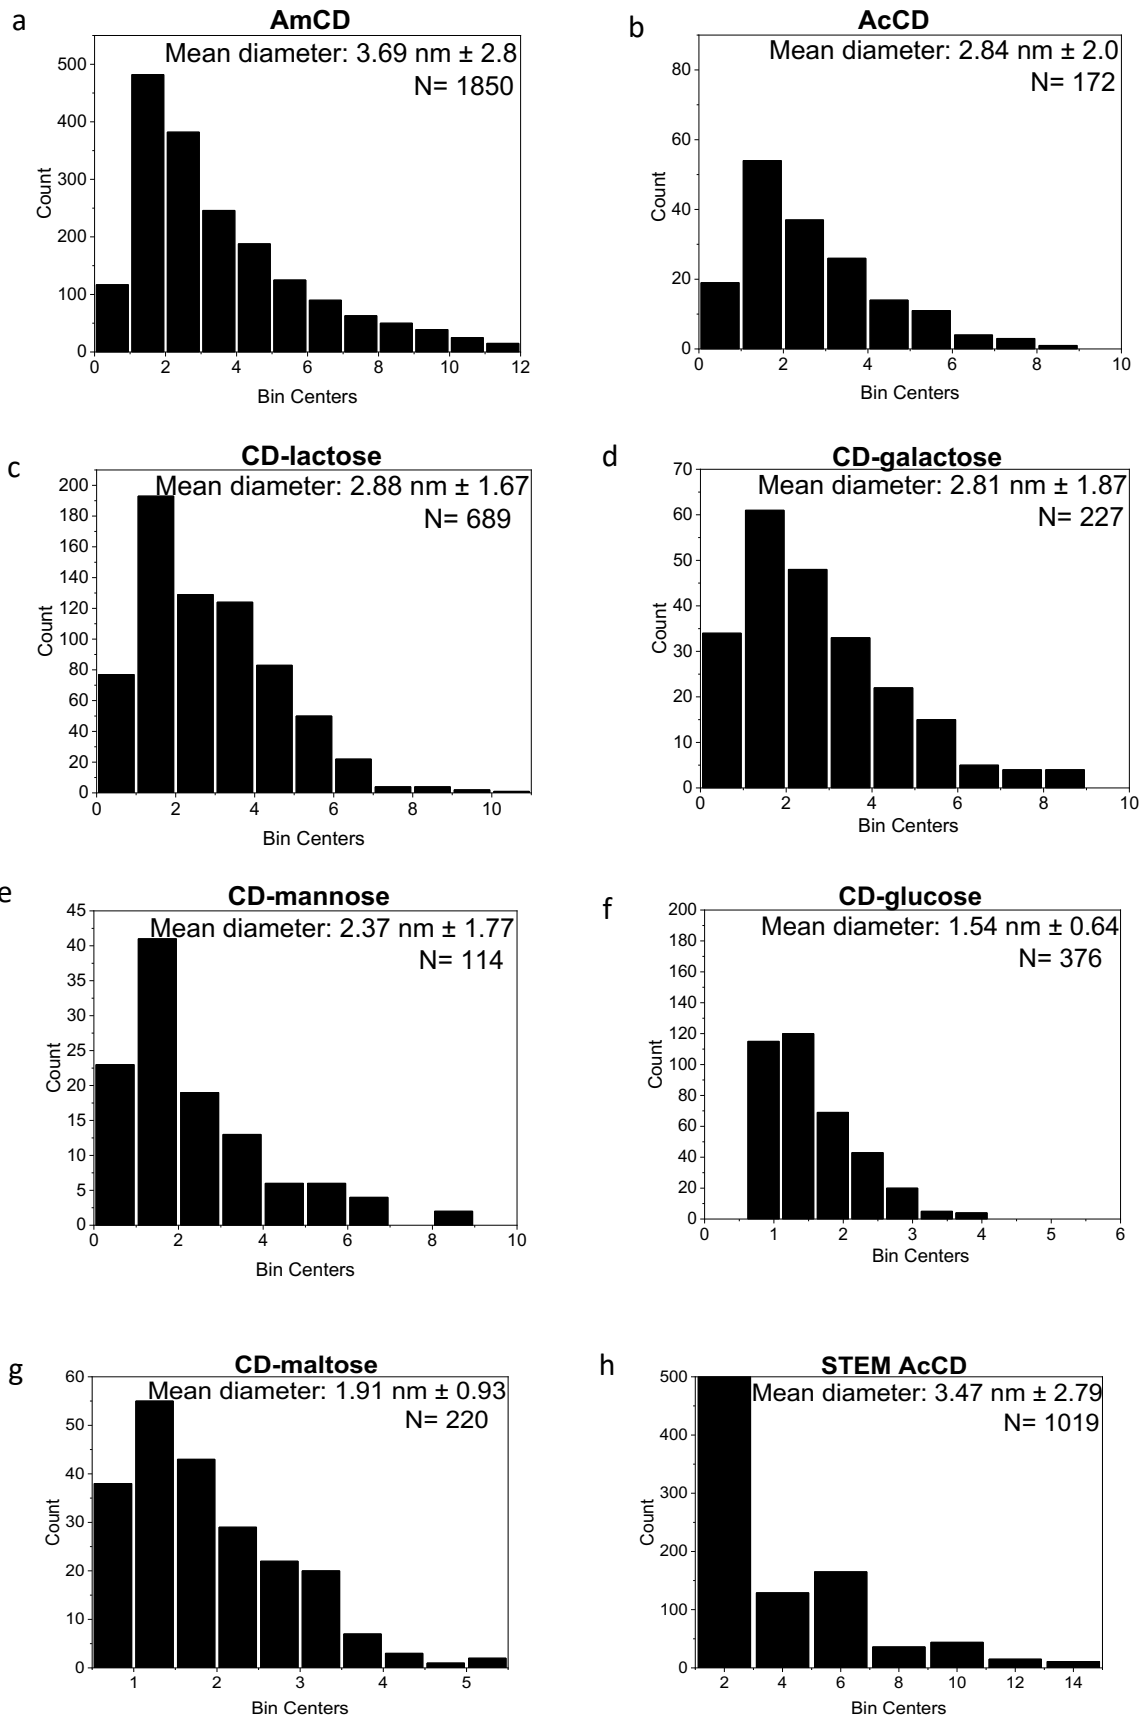 a
AmCD
Mean diameter: 3.69 nm ± 2.8
N= 1850
500
400
300
200
100
0
Count
0 2 4 6 8 10 12
Bin Centers
b
AcCD
Mean diameter: 2.84 nm ± 2.0
N= 172
80
60
40
20
0
Count
0 2 4 6 8 10
Bin Centers
c
CD-lactose
Mean diameter: 2.88 nm ± 1.67
N= 689
200
180
160
140
120
100
80
60
40
20
0
Count
0 2 4 6 8 10
Bin Centers
d
CD-galactose
Mean diameter: 2.81 nm ± 1.87
N= 227
70
60
50
40
30
20
10
0
Count
0 2 4 6 8 10
Bin Centers
e
CD-mannose
Mean diameter: 2.37 nm ± 1.77
N= 114
45
40
35
30
25
20
15
10
5
0
Count
0 2 4 6 8 10
Bin Centers
f
CD-glucose
Mean diameter: 1.54 nm ± 0.64
N= 376
200
180
160
140
120
100
80
60
40
20
0
Count
0 1 2 3 4 5 6
Bin Centers
g
CD-maltose
Mean diameter: 1.91 nm ± 0.93
N= 220
60
50
40
30
20
10
0
Count
1 2 3 4 5
Bin Centers
h
STEM AcCD
Mean diameter: 3.47 nm ± 2.79
N= 1019
500
400
300
200
100
0
Count
2 4 6 8 10 12 14
Bin Centers